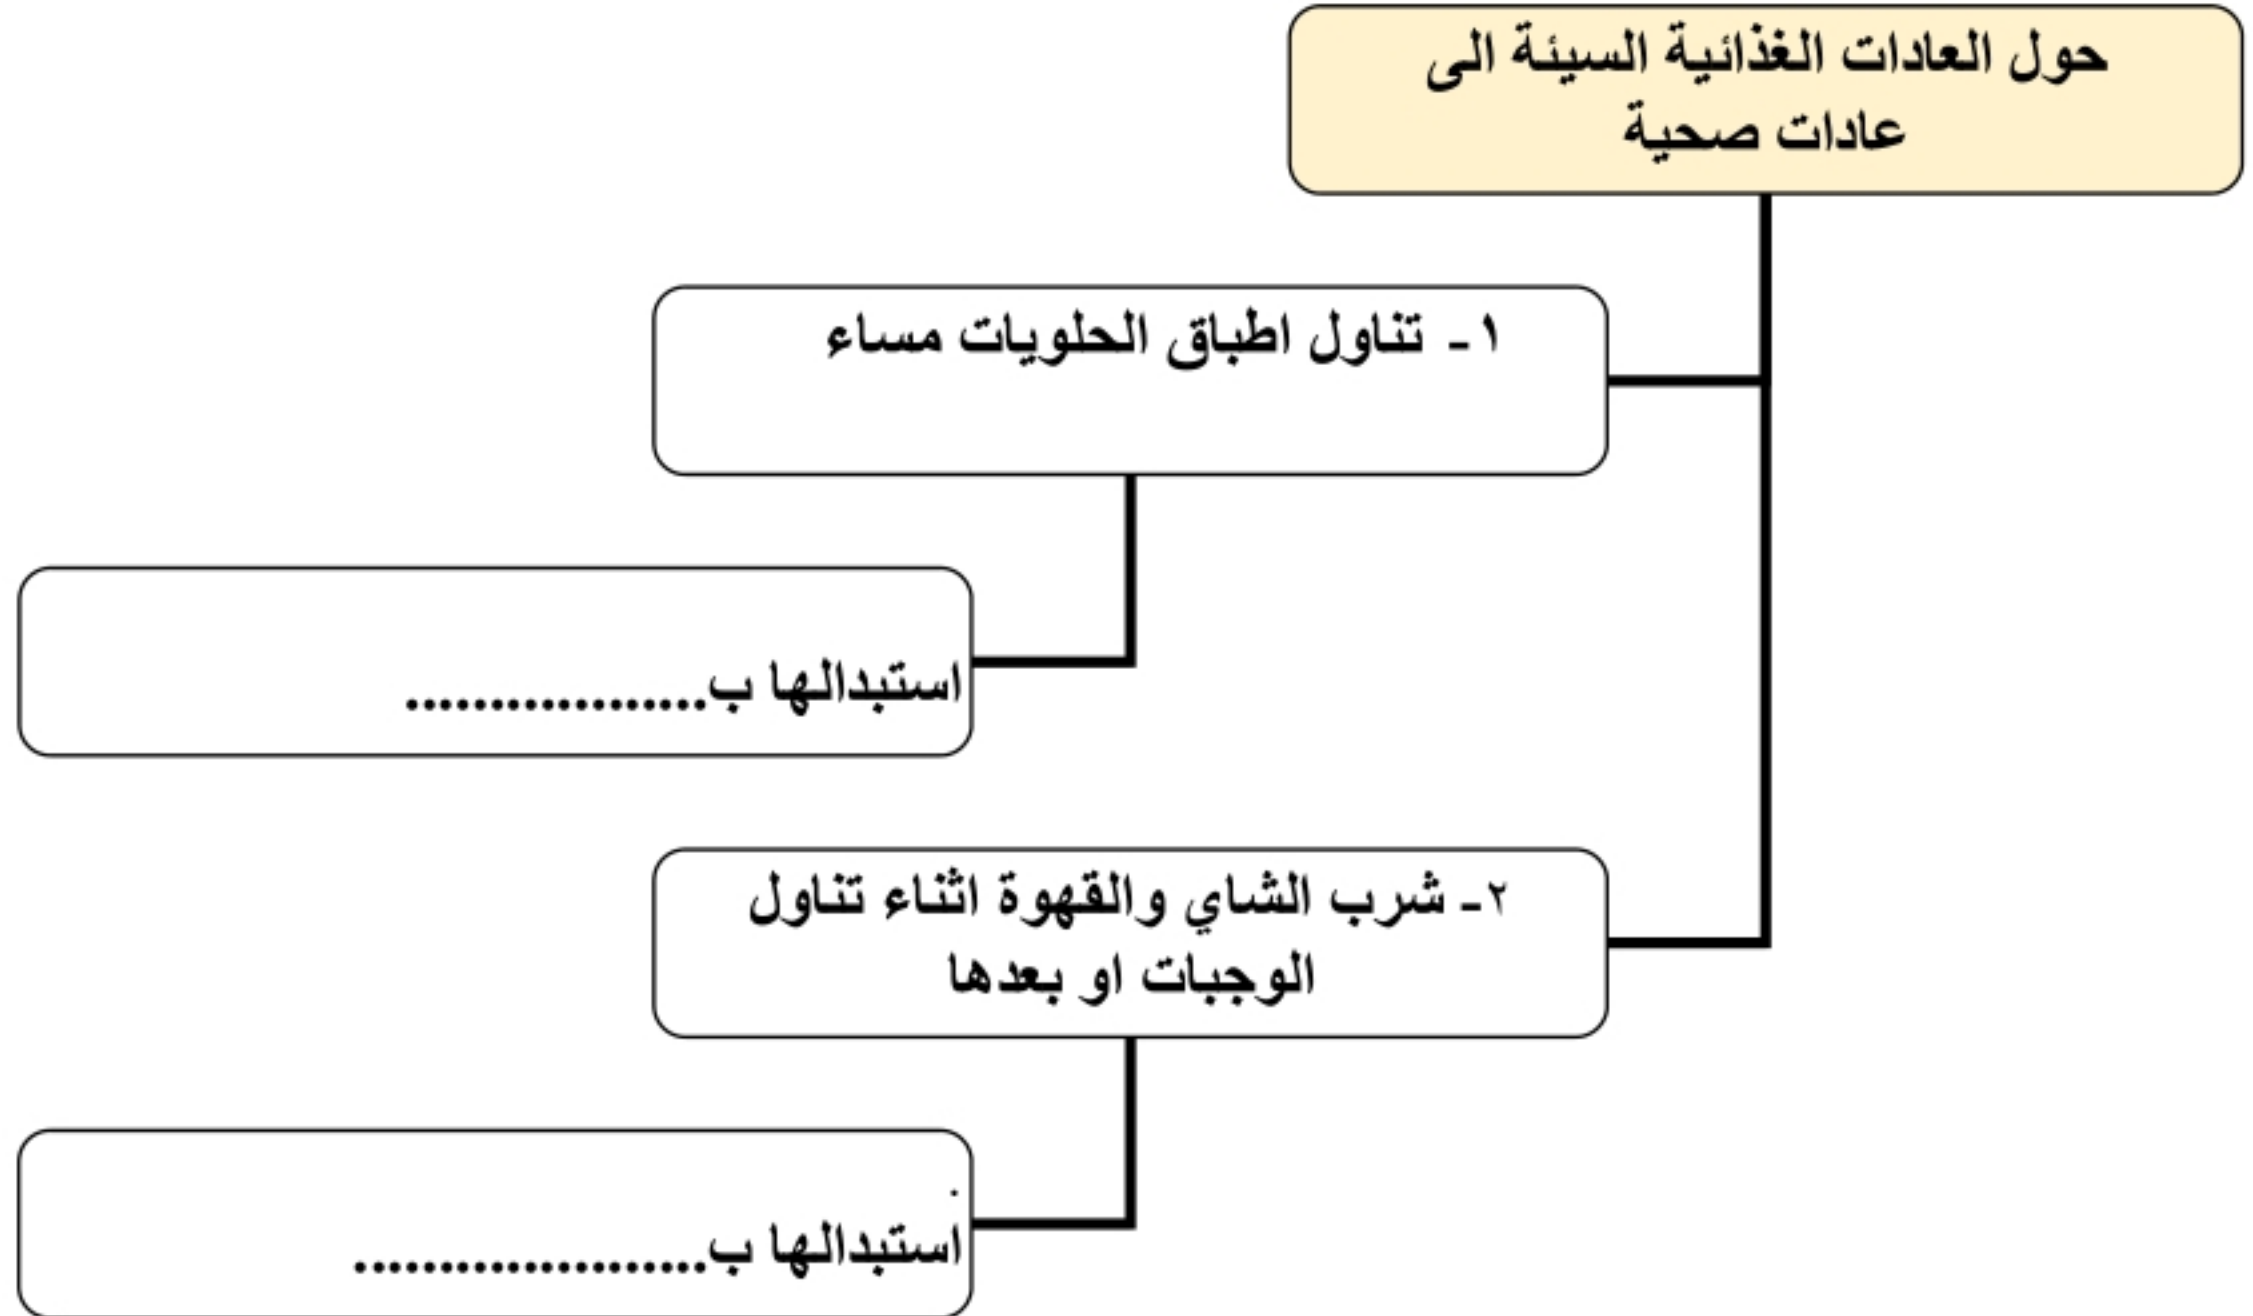 حول العادات الغذائية السيئة الى
عادات صحية
١- تناول اطباق الحلويات مساء
استبدالها ب..................
٢- شرب الشاي والقهوة اثناء تناول
الوجبات او بعدها
.
استبدالها ب.....................